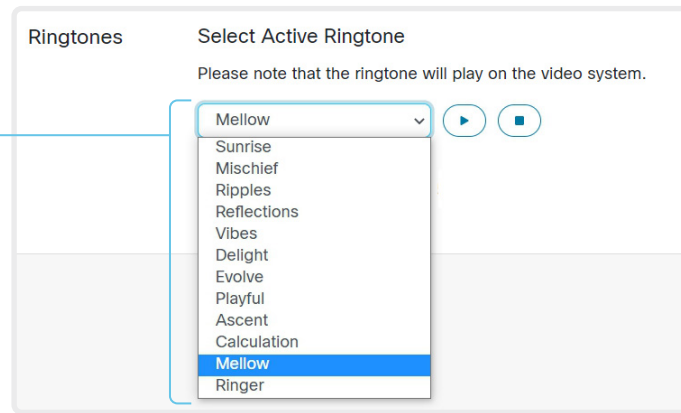 Ringtones
Select Active Ringtone
Please note that the ringtone will play on the video system.
Mellow
Sunrise
Mischief
Ripples
Reflections
Vibes
Delight
Evolve
Playful
Ascent
Calculation
Mellow
Ringer